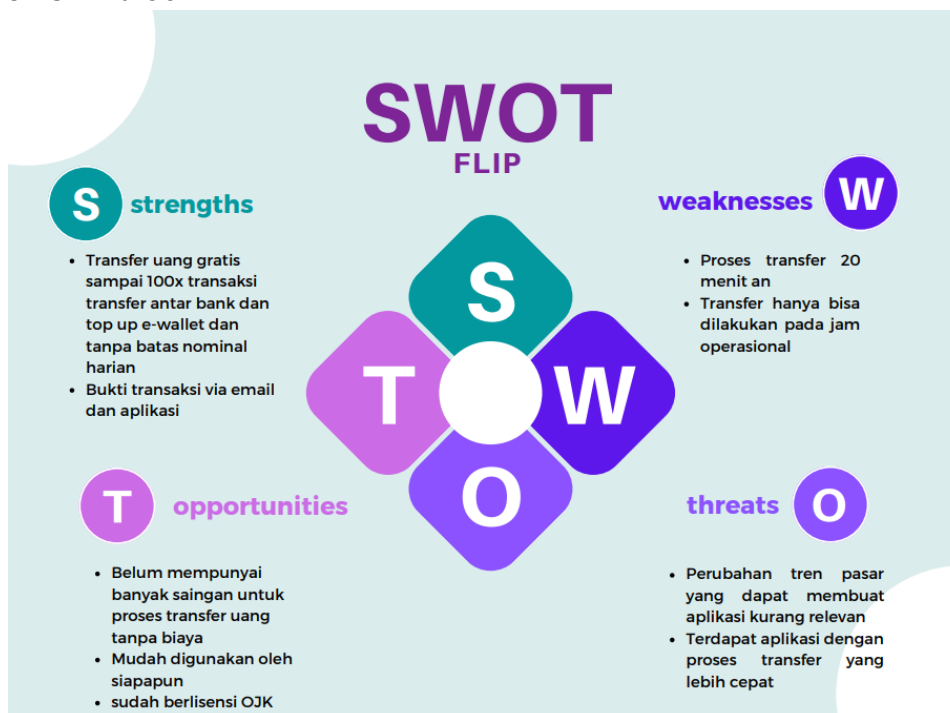 SWOT
FLIP
S strengths
Transfer uang gratis
sampai 100x transaksi
transfer antar bank dan
top up e-wallet dan
tanpa batas nominal
harian
Bukti transaksi via email
dan aplikasi
weaknesses W
Proses transfer 20
menit an
Transfer hanya bisa
dilakukan pada jam
operasional
S
T
W
O
T opportunities
Belum mempunyai
banyak saingan untuk
proses transfer uang
tanpa biaya
Mudah digunakan oleh
siapapun
sudah berlisensi OJK
threats O
Perubahan tren pasar
yang dapat membuat
aplikasi kurang relevan
Terdapat aplikasi dengan
proses transfer yang
lebih cepat